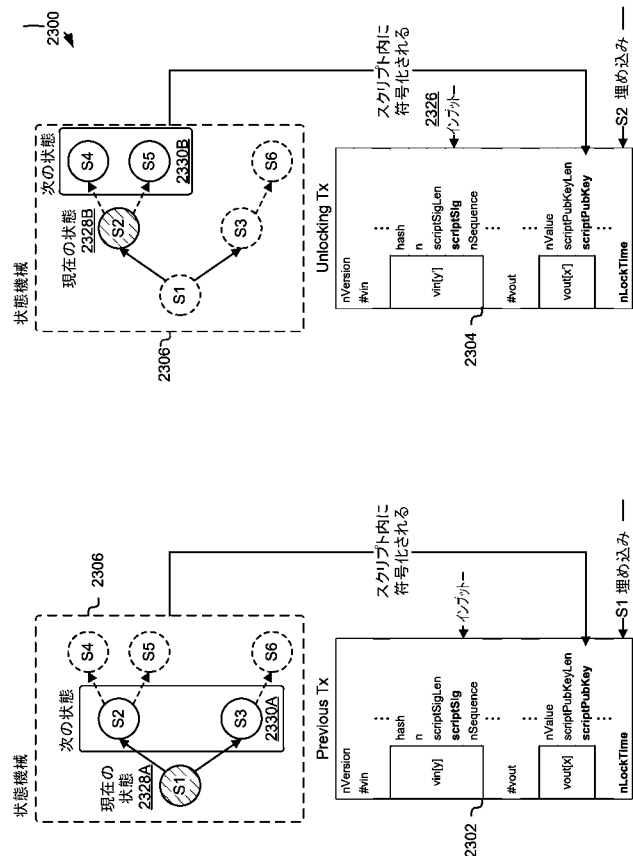 2300
状態機械
2306
現在の
状態
2328A
S1
次の状態
S2
S3
2330A
S4
S5
S6
Previous Tx
2302
nVersion
#vin
vin[y]
hash
n
scriptSigLen
scriptSig
nSequence
#vout
vout[x]
nValue
scriptPubKeyLen
scriptPubKey
nLockTime
インプットー
スクリプト内に
符号化される
S1 埋め込み
状態機械
2306
現在の状態
2328B
S1
S2
S3
次の状態
S4
S5
2330B
S6
Unlocking Tx
2304
nVersion
#vin
vin[y']
hash
n
scriptSigLen
scriptSig
nSequence
#vout
vout[x']
nValue
scriptPubKeyLen
scriptPubKey
nLockTime
2326
インプットー
スクリプト内に
符号化される
S2 埋め込み